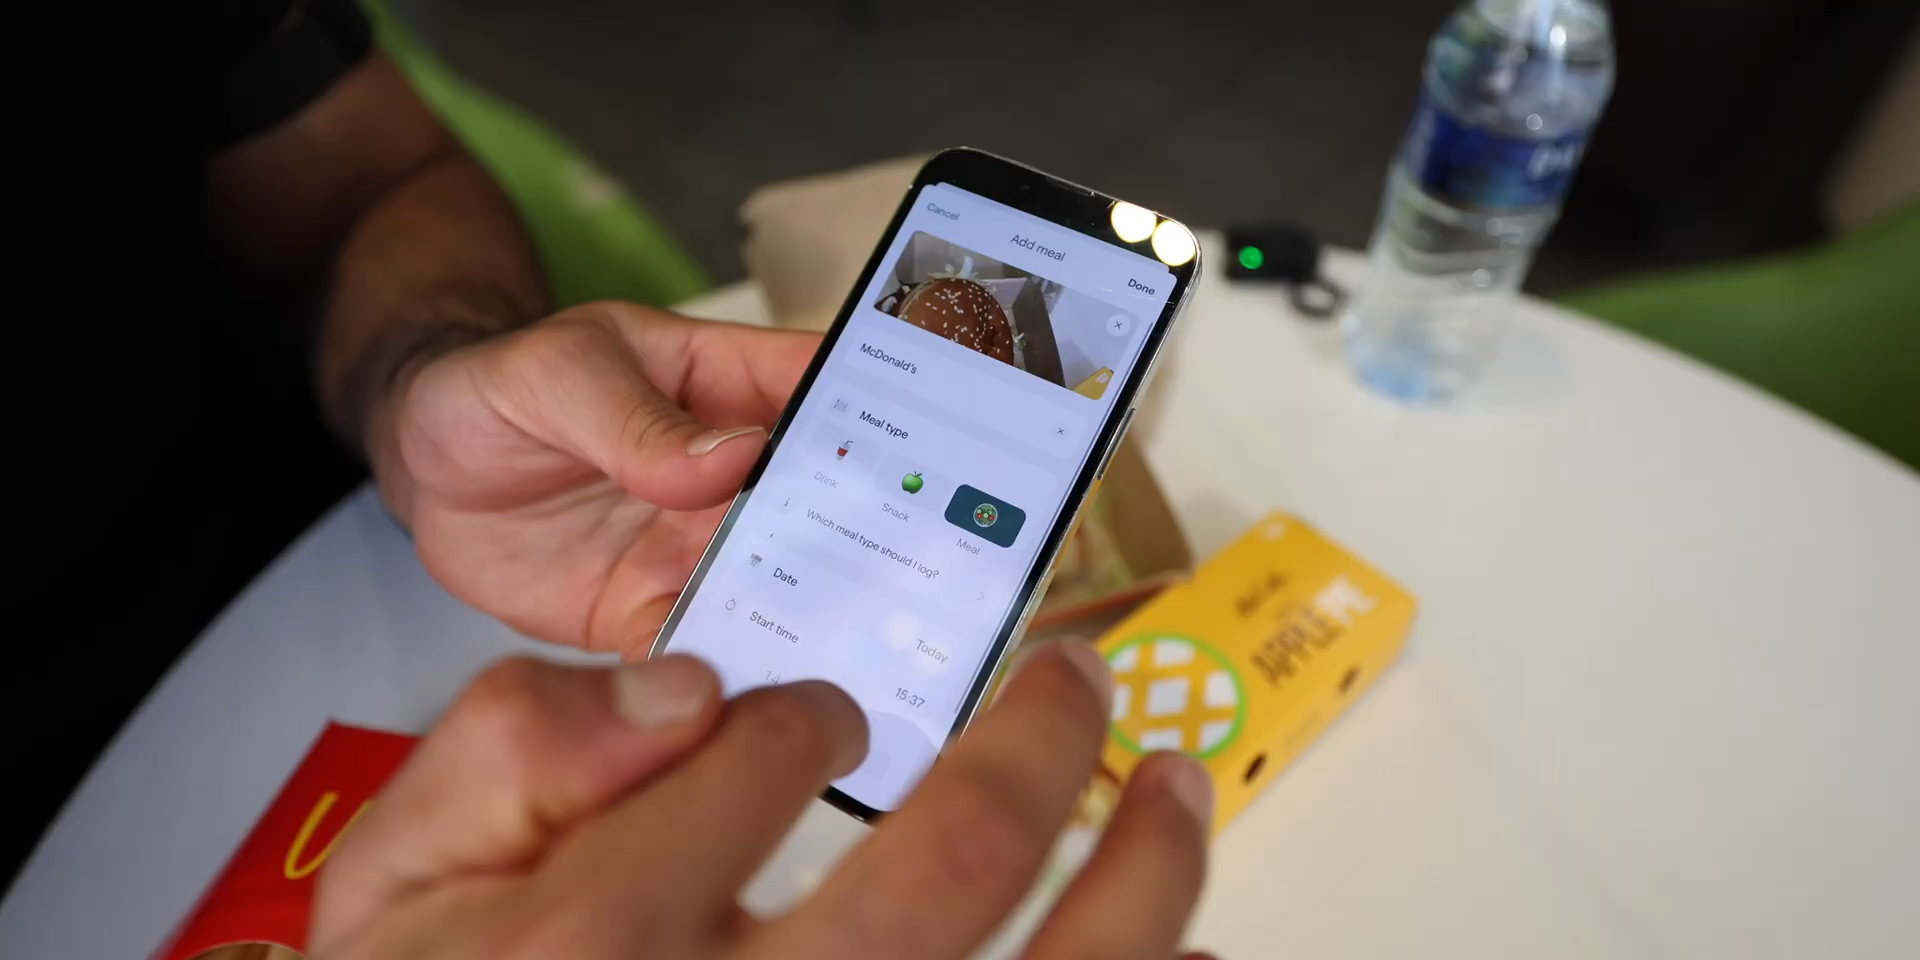 Cancel
Add meal
Done
McDonald's
Meal type
Drink
Snack
Meal
Which meal type should I log?
Date
Today
Start time
15:37
APPLE PIE